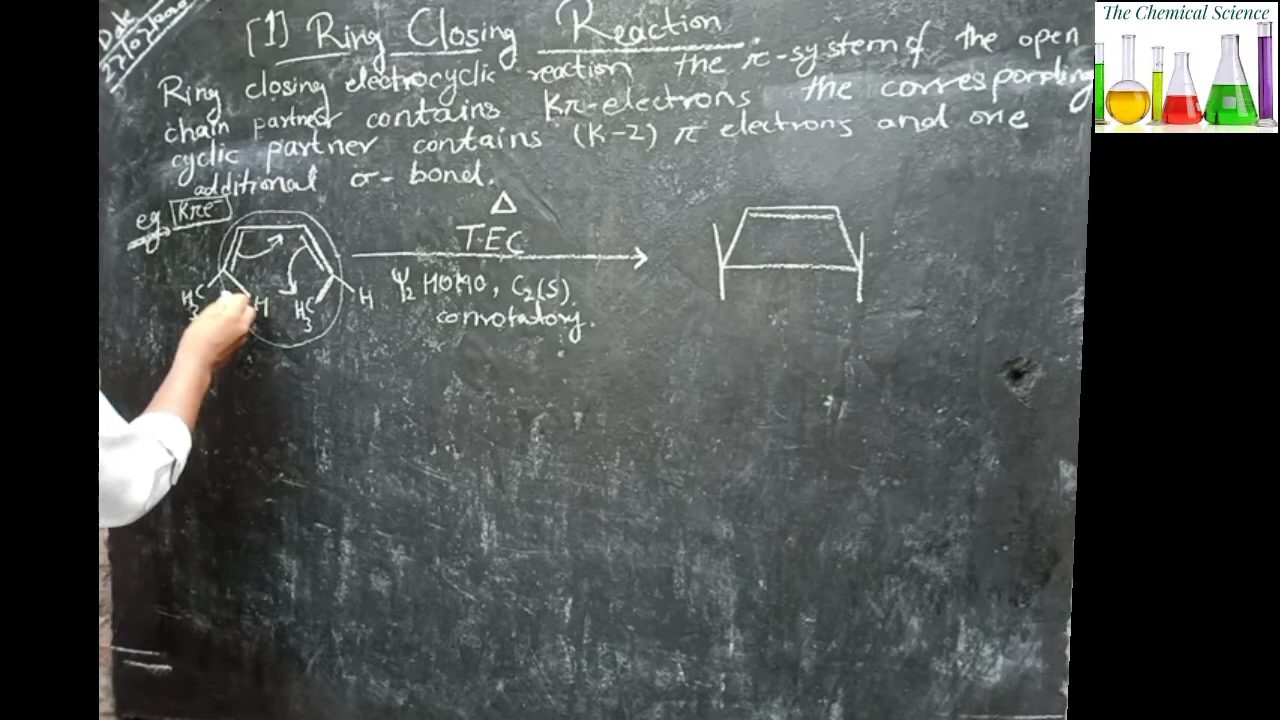 The Chemical Science
Date
[1] Ring Closing Reaction
Ring closing electrocyclic reaction the π-system of the open
chain partner contains Kπ-electrons the corresponding
cyclic partner contains (K-2) π electrons and one
additional σ-bond.
eg. Kπe⁻
Δ
TEC
Ψ₂ HOMO, C₂(S)
conrotatory.
H₃C H H₃C H